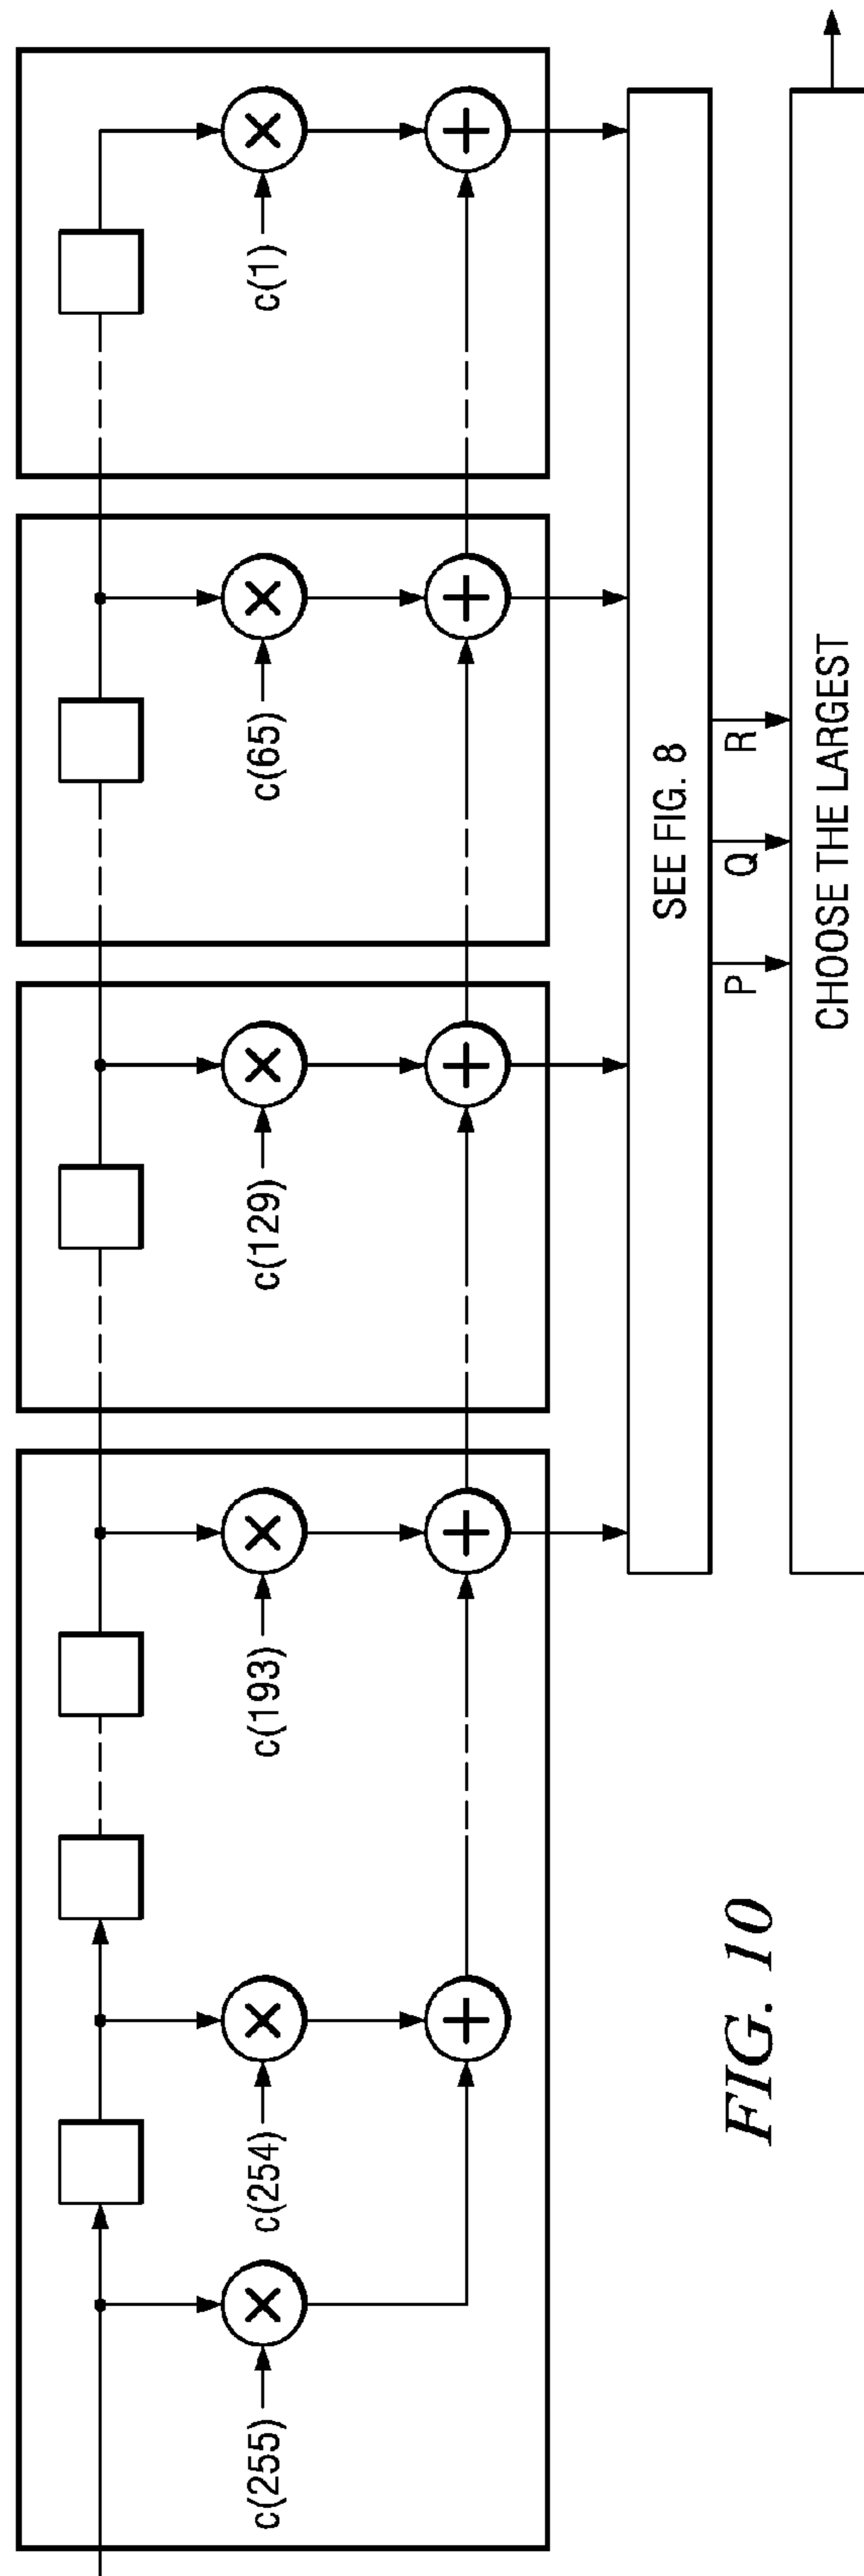 c(255)
c(254)
c(193)
c(129)
c(65)
c(1)
SEE FIG. 8
P
Q
R
CHOOSE THE LARGEST
FIG. 10